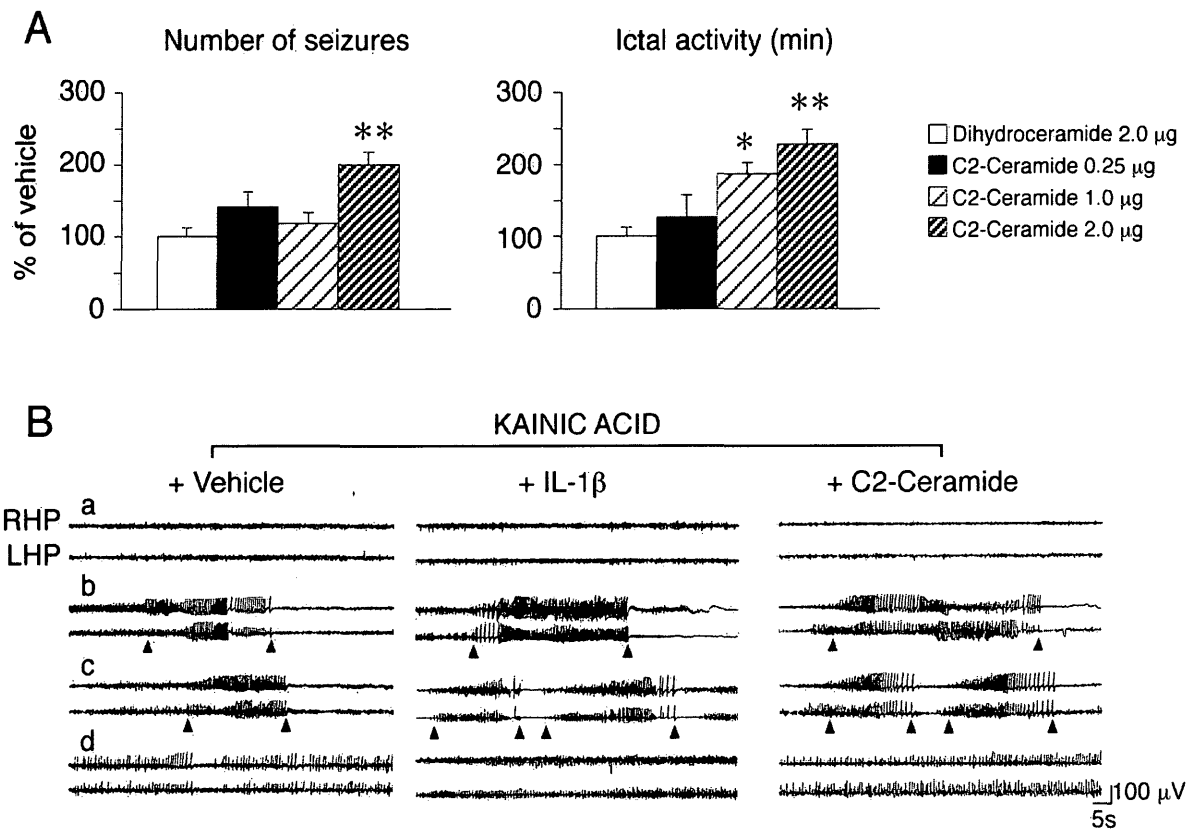 A
Number of seizures
Ictal activity (min)
% of vehicle
300
200
100
0
**
300
200
100
0
*
**
Dihydroceramide 2.0 μg
C2-Ceramide 0.25 μg
C2-Ceramide 1.0 μg
C2-Ceramide 2.0 μg
B
KAINIC ACID
+ Vehicle
+ IL-1β
+ C2-Ceramide
a
RHP
LHP
b
c
d
100 μV
5s